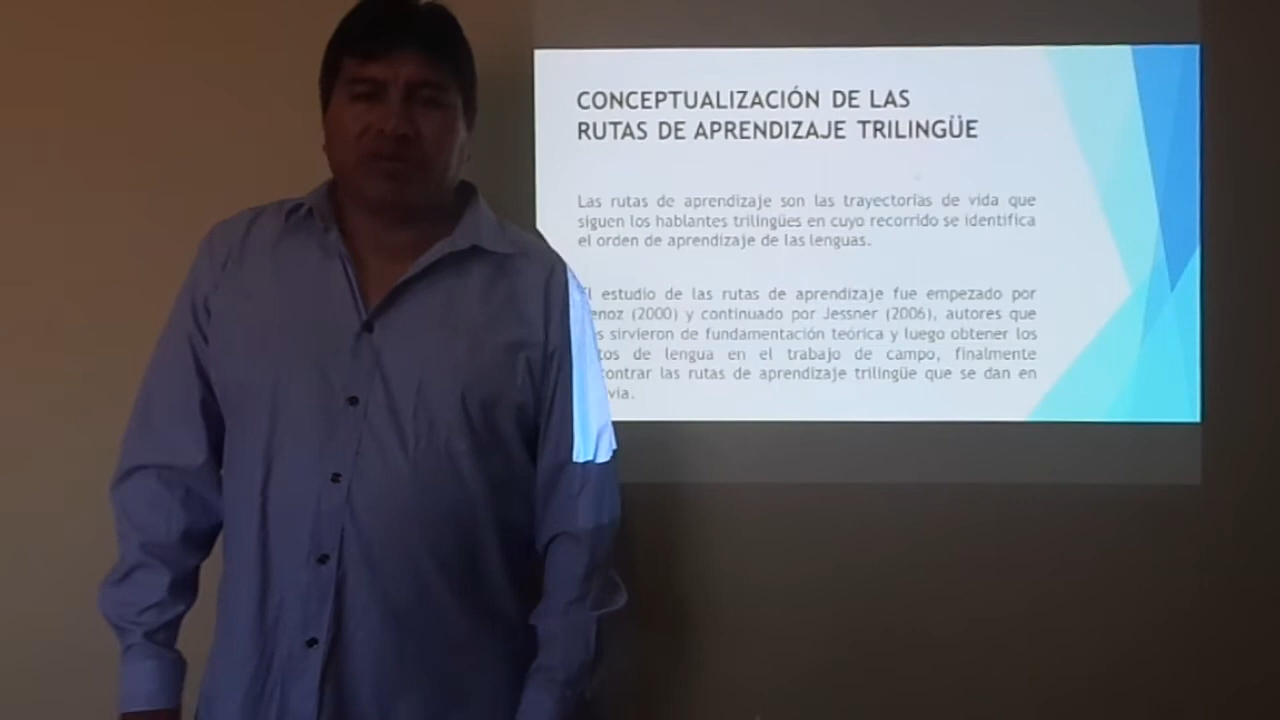 CONCEPTUALIZACIÓN DE LAS
RUTAS DE APRENDIZAJE TRILINGÜE
Las rutas de aprendizaje son las trayectorias de vida que
siguen los hablantes trilingües en cuyo recorrido se identifica
el orden de aprendizaje de las lenguas.
l estudio de las rutas de aprendizaje fue empezado por
enoz (2000) y continuado por Jessner (2006), autores que
s sirvieron de fundamentación teórica y luego obtener los
tos de lengua en el trabajo de campo, finalmente
contrar las rutas de aprendizaje trilingüe que se dan en
via.